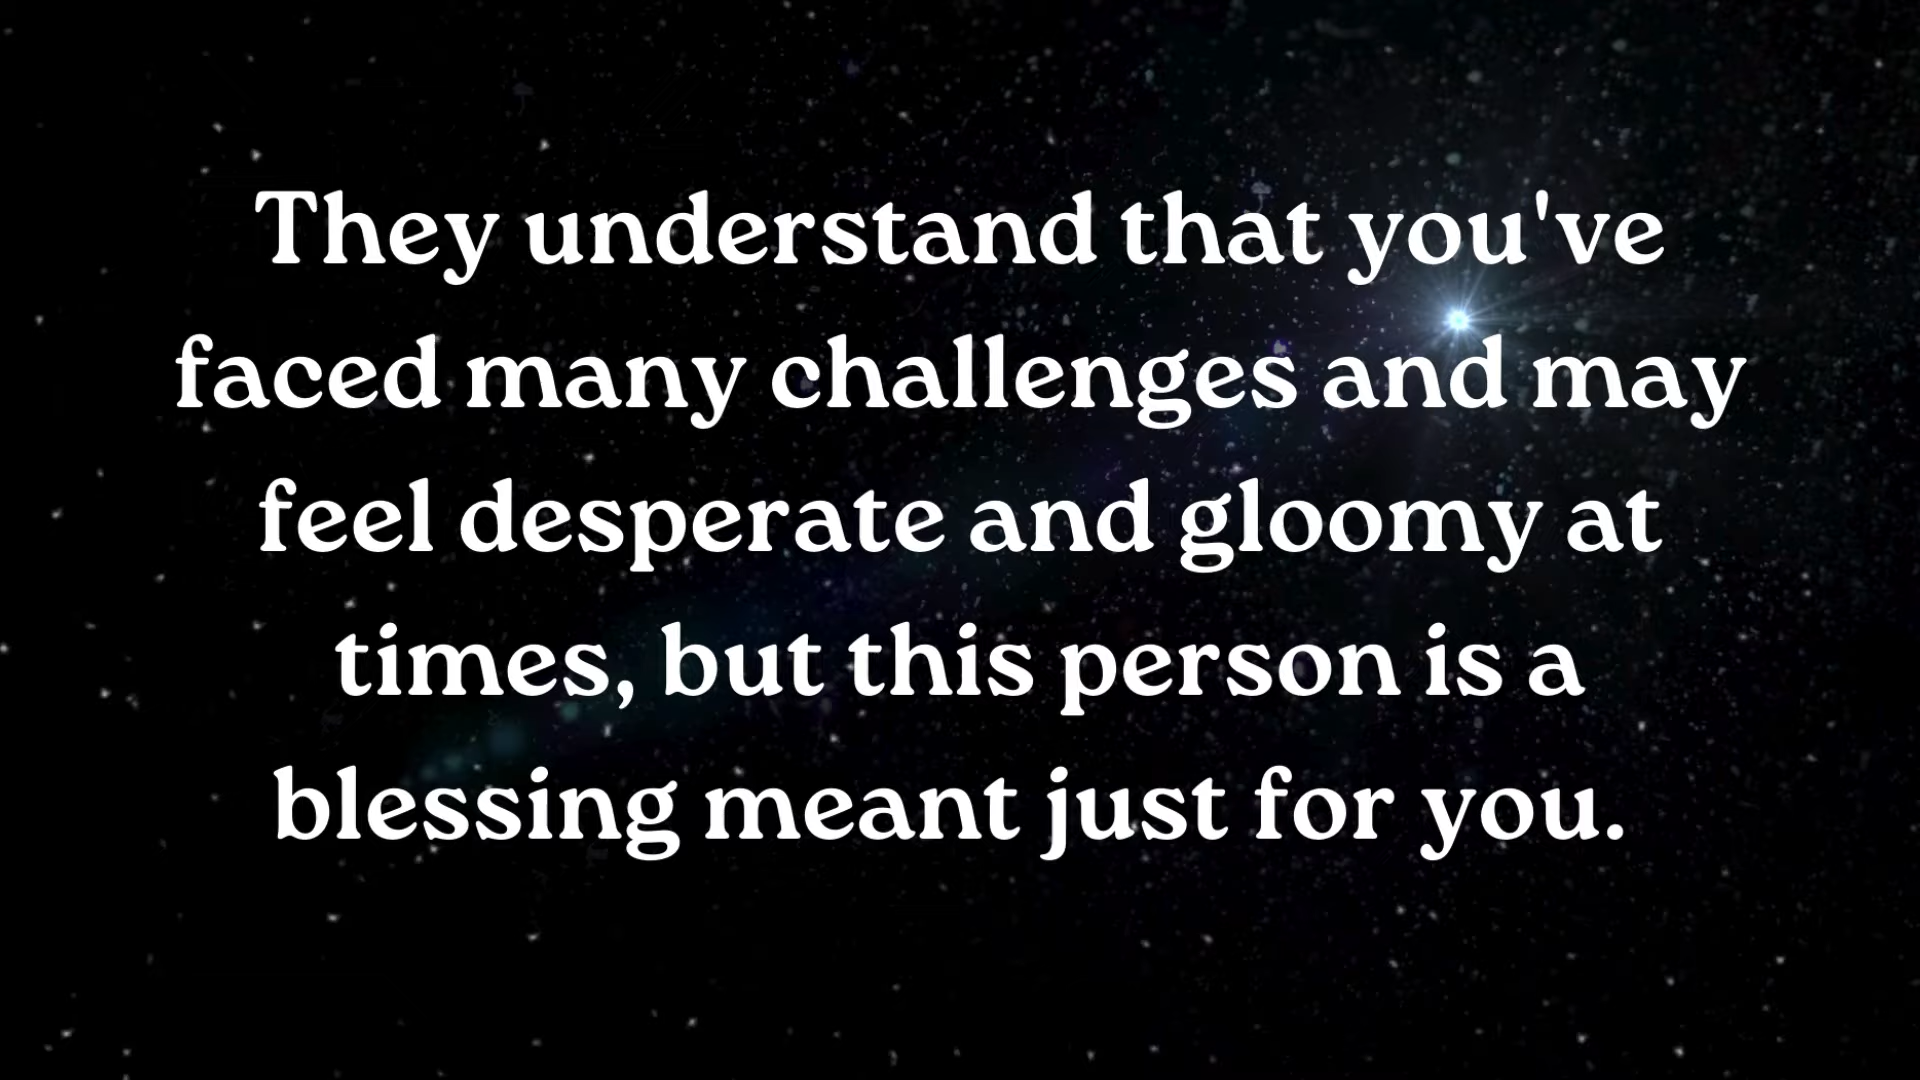 They understand that you've
faced many challenges and may
feel desperate and gloomy at
times, but this person is a
blessing meant just for you.